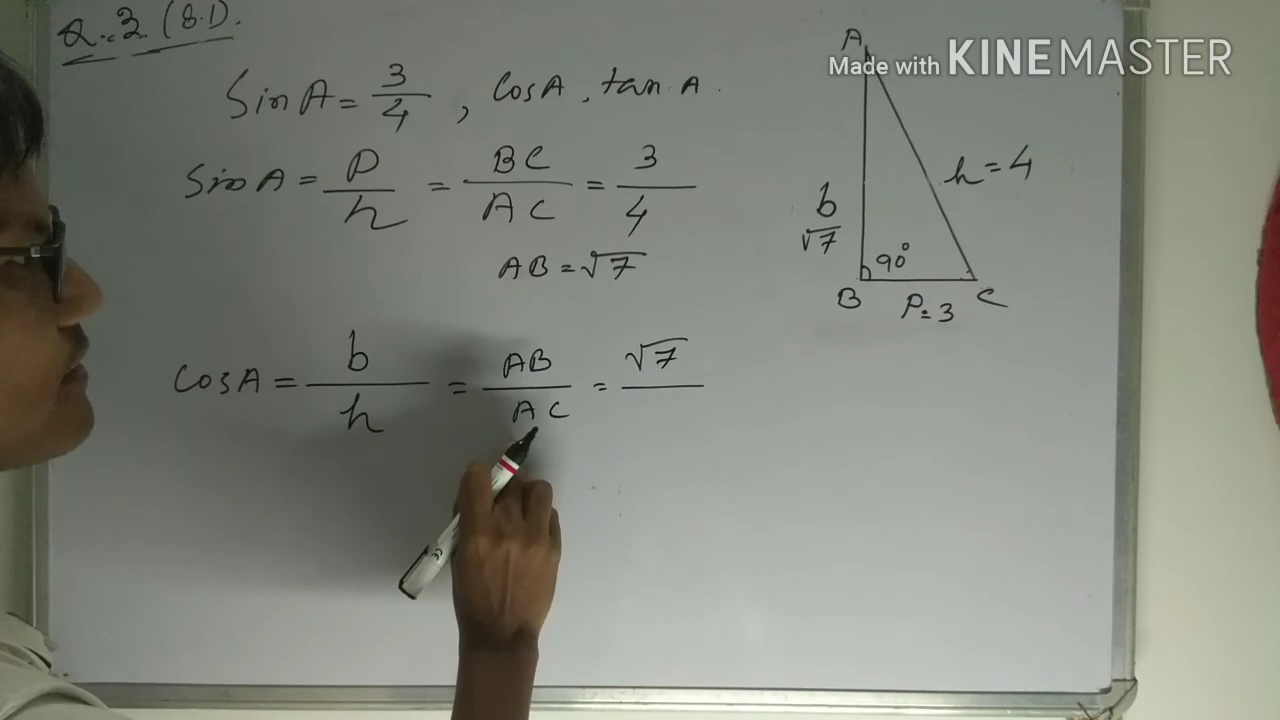 Q.3. (8.1).
Sin A = 3/4 , Cos A , tan A .
Sin A = P/h = BC/AC = 3/4
AB = √7
Cos A = b/h = AB/AC = √7/
A
Made with KINEMASTER
h = 4
b
√7
90°
B
C
P = 3